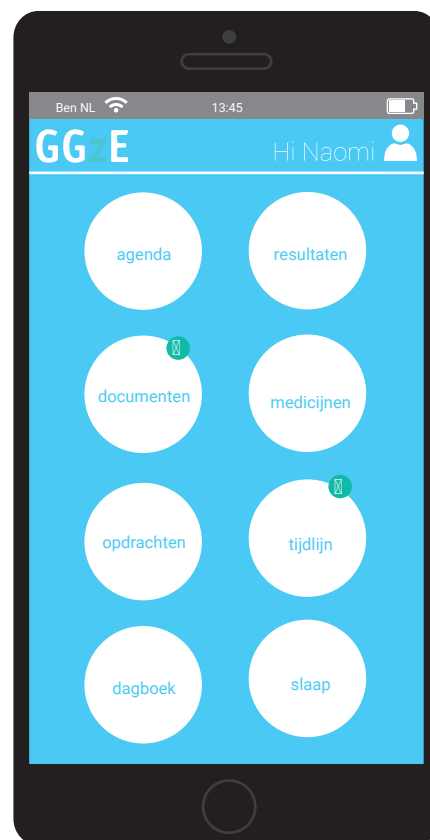 Ben NL 13:45
GGzE Hi Naomi
agenda resultaten
documenten medicijnen
opdrachten tijdlijn
dagboek slaap